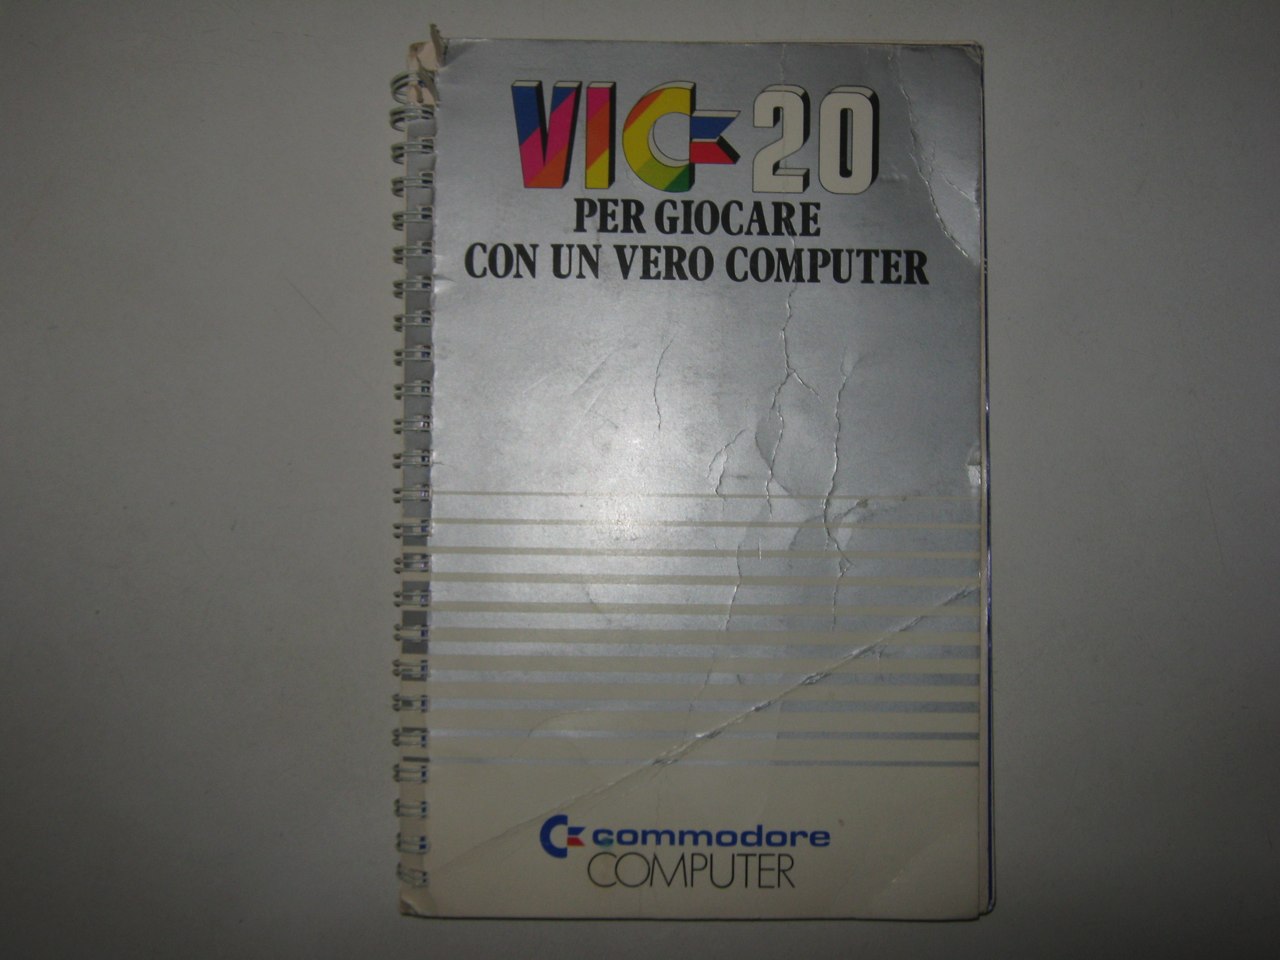 VIC 20
PER GIOCARE
CON UN VERO COMPUTER
commodore
COMPUTER